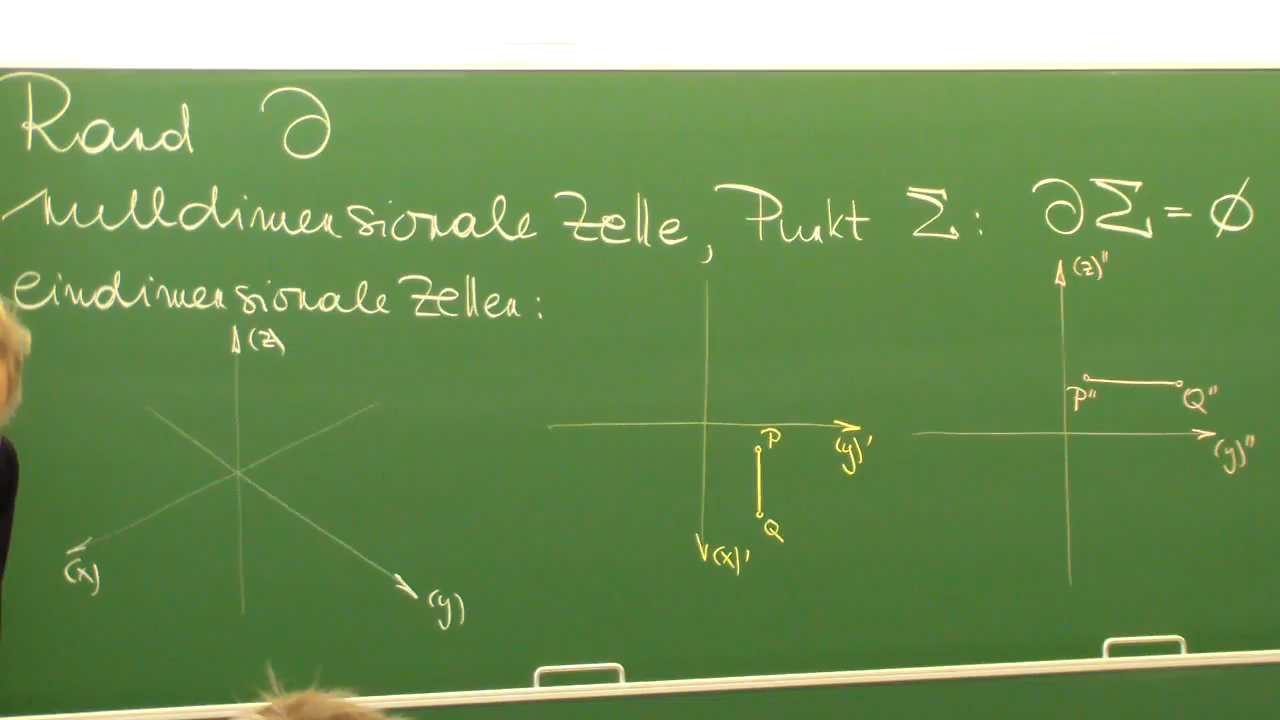 Rand ∂
nulldimensionale Zelle, Punkt Σ: ∂Σ = ∅
eindimensionale Zellen:
(z)
(x)
(y)
P
(y)'
Q
(x)'
(z)"
P"
Q"
(y)"